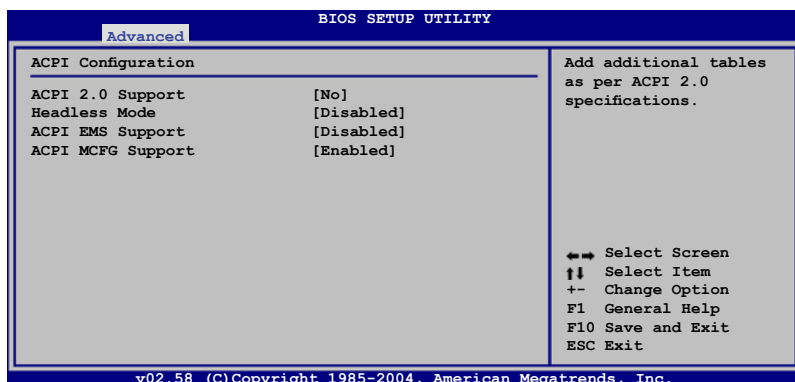 BIOS SETUP UTILITY
Advanced
ACPI Configuration
ACPI 2.0 Support [No]
Headless Mode [Disabled]
ACPI EMS Support [Disabled]
ACPI MCFG Support [Enabled]
Add additional tables
as per ACPI 2.0
specifications.
Select Screen
Select Item
+- Change Option
F1 General Help
F10 Save and Exit
ESC Exit
v02.58 (C)Copyright 1985-2004, American Megatrends, Inc.